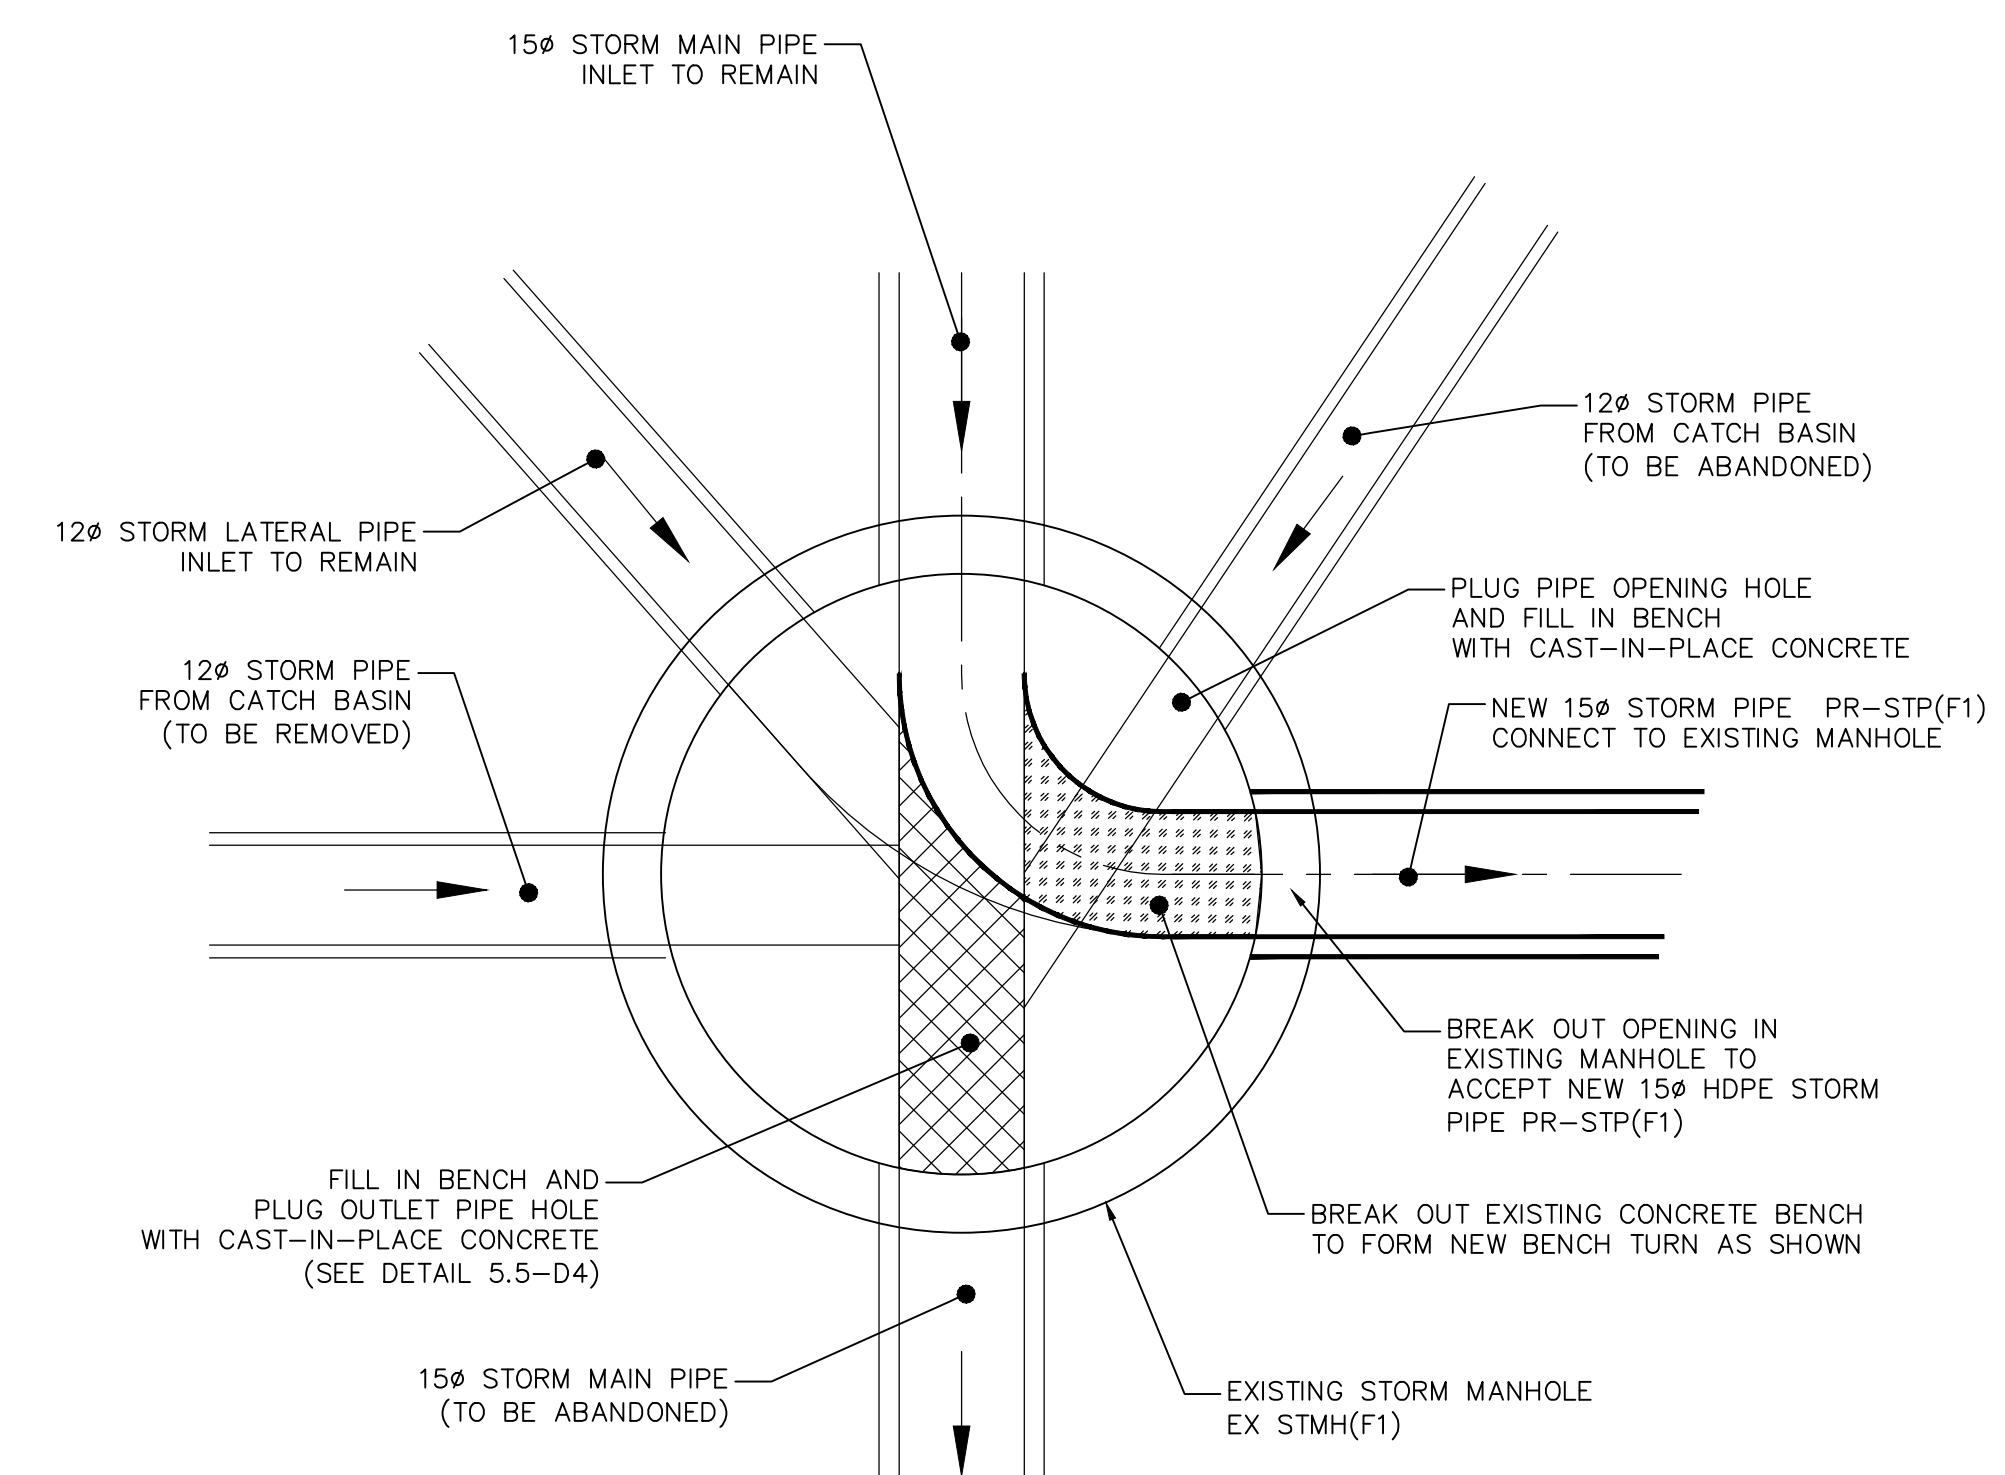 15ø STORM MAIN PIPE
INLET TO REMAIN
12ø STORM PIPE
FROM CATCH BASIN
(TO BE ABANDONED)
12ø STORM LATERAL PIPE
INLET TO REMAIN
PLUG PIPE OPENING HOLE
AND FILL IN BENCH
WITH CAST-IN-PLACE CONCRETE
12ø STORM PIPE
FROM CATCH BASIN
(TO BE REMOVED)
NEW 15ø STORM PIPE PR-STP(F1)
CONNECT TO EXISTING MANHOLE
BREAK OUT OPENING IN
EXISTING MANHOLE TO
ACCEPT NEW 15ø HDPE STORM
PIPE PR-STP(F1)
FILL IN BENCH AND
PLUG OUTLET PIPE HOLE
WITH CAST-IN-PLACE CONCRETE
(SEE DETAIL 5.5-D4)
BREAK OUT EXISTING CONCRETE BENCH
TO FORM NEW BENCH TURN AS SHOWN
15ø STORM MAIN PIPE
(TO BE ABANDONED)
EXISTING STORM MANHOLE
EX STMH(F1)